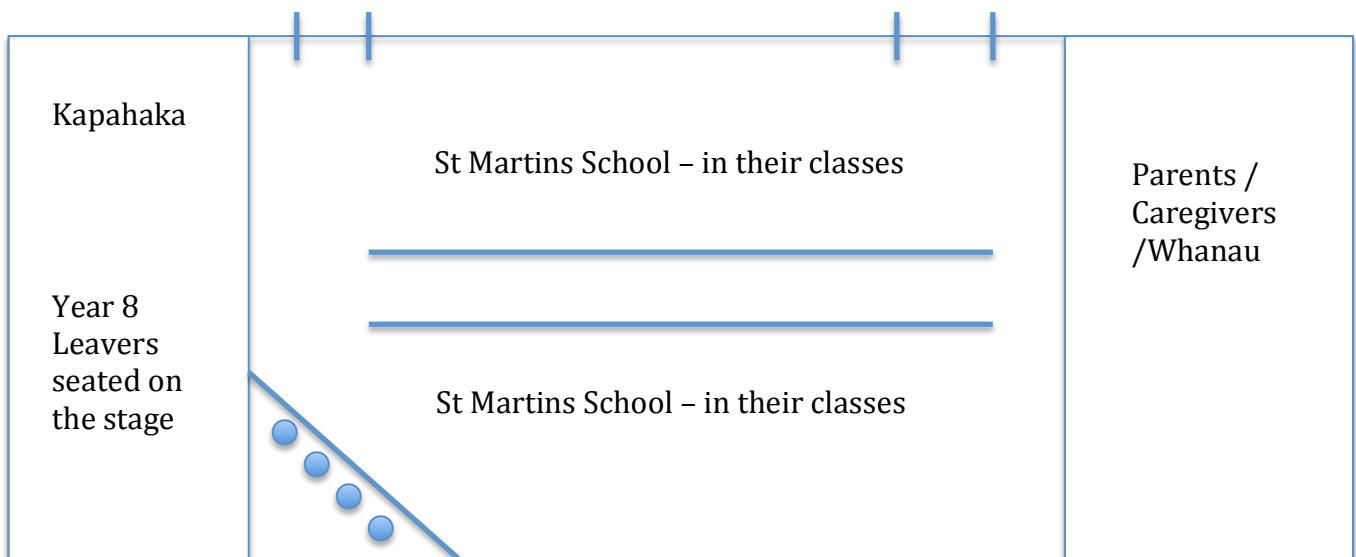 Kapahaka
St Martins School – in their classes
Parents /
Caregivers
/Whanau
Year 8
Leavers
seated on
the stage
St Martins School – in their classes